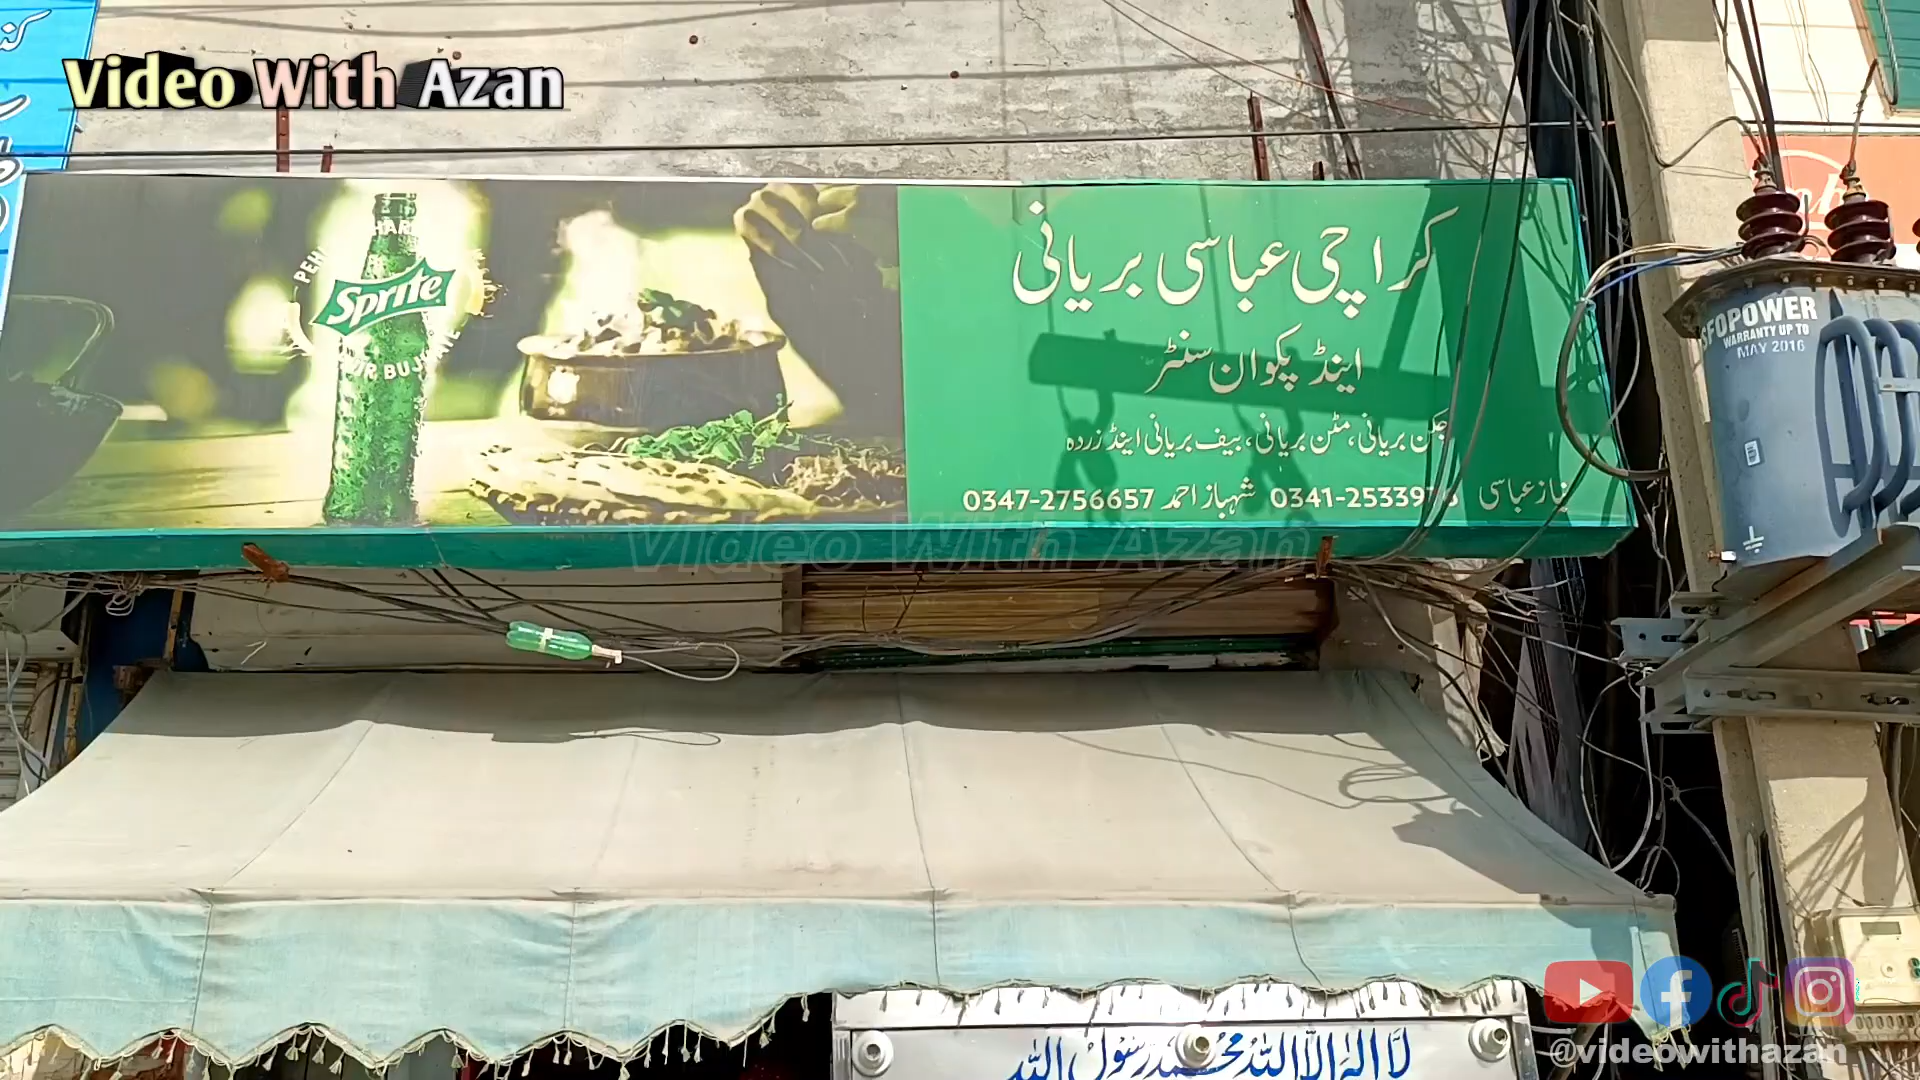 Video With Azan
کراچی عباسی بریانی
اینڈ پکوان سنٹر
چکن بریانی، مٹن بریانی، بیف بریانی اینڈ زردہ
نیاز عباسی 0341-2533 شہباز احمد 0347-2756657
Sprite
SFOPOWER
WARRANTY UP TO
MAY 2016
Video With Azan
لا الہ الا اللہ محمد رسول اللہ
@videowithazan